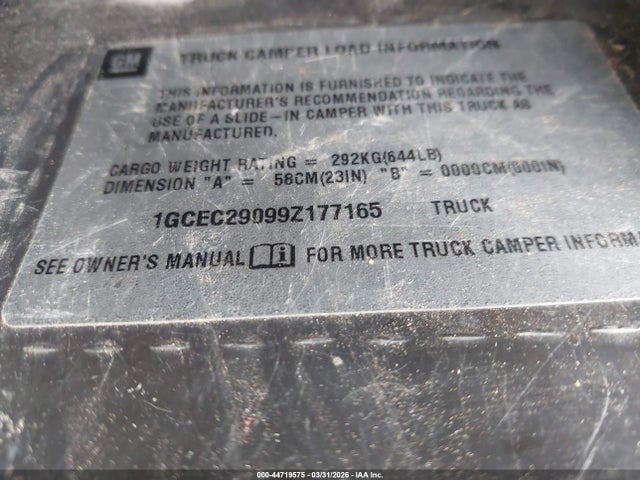 GM TRUCK CAMPER LOAD INFORMATION
THIS INFORMATION IS FURNISHED TO INDICATE THE
MANUFACTURER'S RECOMMENDATION REGARDING THE
USE OF A SLIDE-IN CAMPER WITH THIS TRUCK AS
MANUFACTURED.
CARGO WEIGHT RATING = 292KG(644LB)
DIMENSION "A" = 58CM(23IN) "B" = 0000CM(000IN)
1GCEC29099Z177165 TRUCK
SEE OWNER'S MANUAL FOR MORE TRUCK CAMPER INFORM
000-44719575 - 03/31/2026 - IAA Inc.